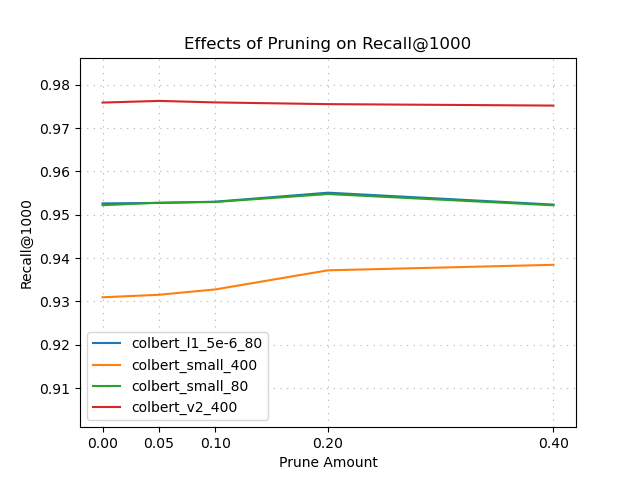 Effects of Pruning on Recall@1000
0.98
0.97
0.96
0.95
0.94
0.93
0.92
0.91
Recall@1000
colbert_l1_5e-6_80
colbert_small_400
colbert_small_80
colbert_v2_400
0.00 0.05 0.10 0.20 0.40
Prune Amount